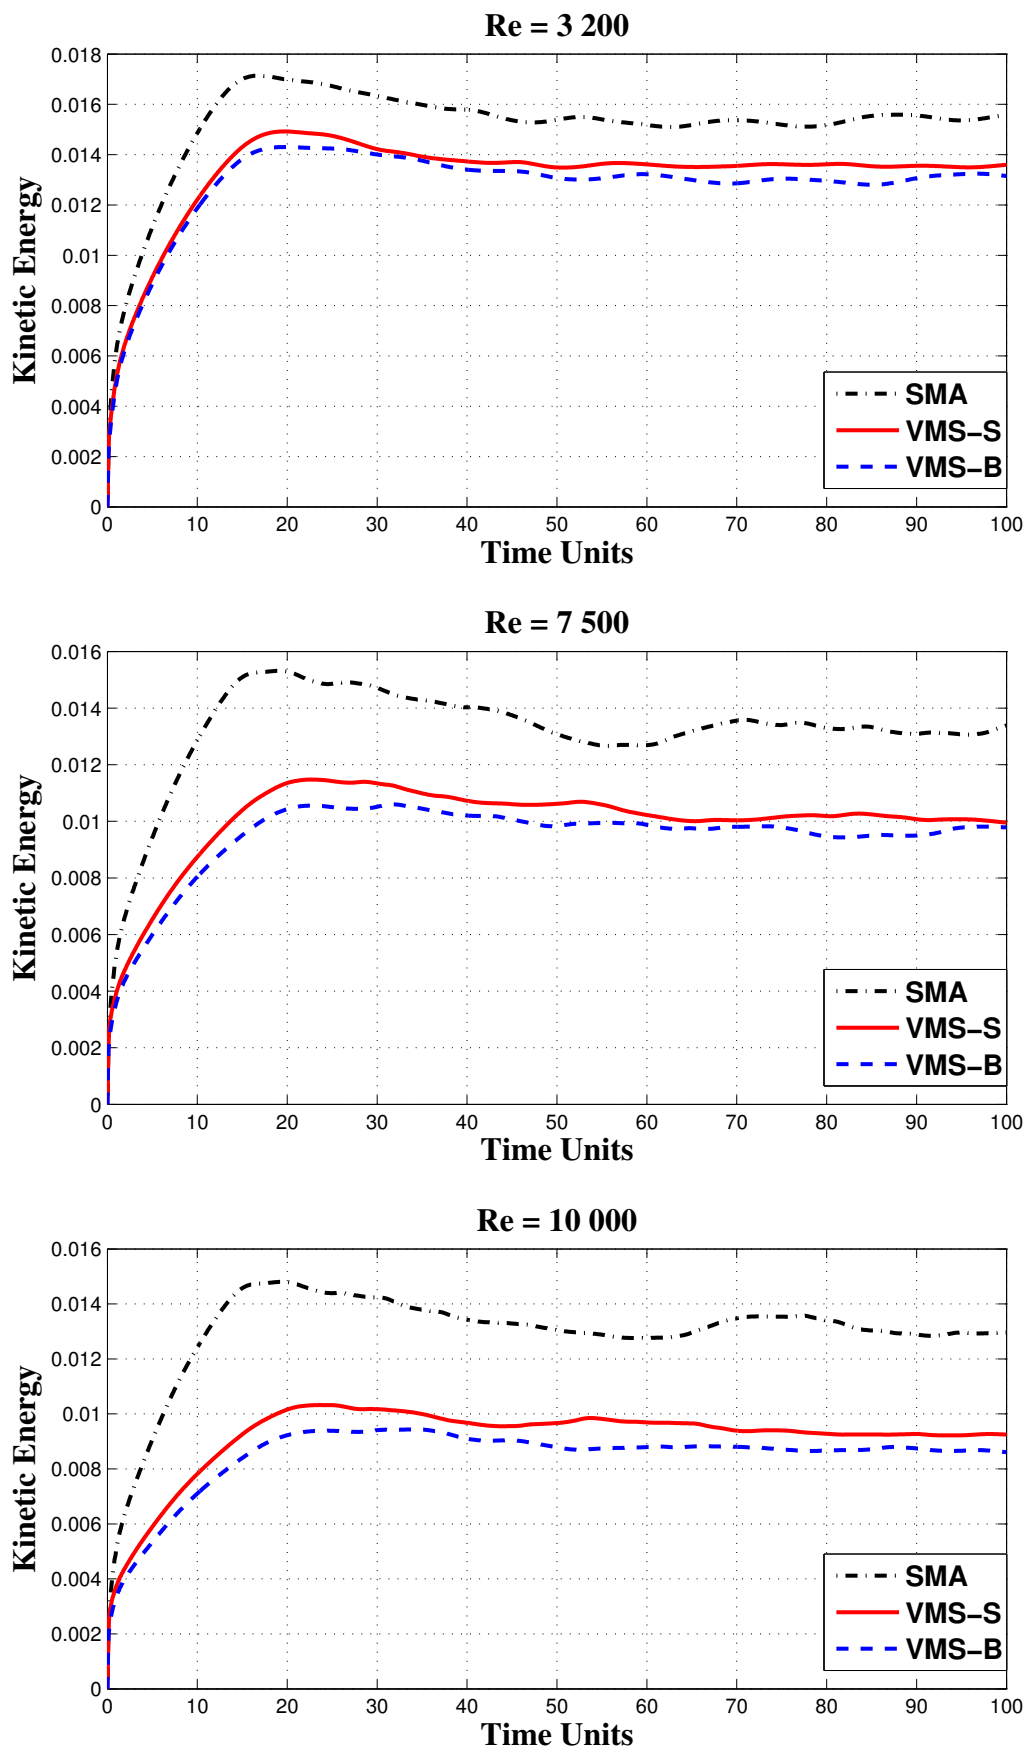 Re = 3 200
0.018
0.016
0.014
0.012
0.01
0.008
0.006
0.004
0.002
0
Kinetic Energy
SMA
VMS−S
VMS−B
0 10 20 30 40 50 60 70 80 90 100
Time Units
Re = 7 500
0.016
0.014
0.012
0.01
0.008
0.006
0.004
0.002
0
Kinetic Energy
SMA
VMS−S
VMS−B
0 10 20 30 40 50 60 70 80 90 100
Time Units
Re = 10 000
0.016
0.014
0.012
0.01
0.008
0.006
0.004
0.002
0
Kinetic Energy
SMA
VMS−S
VMS−B
0 10 20 30 40 50 60 70 80 90 100
Time Units